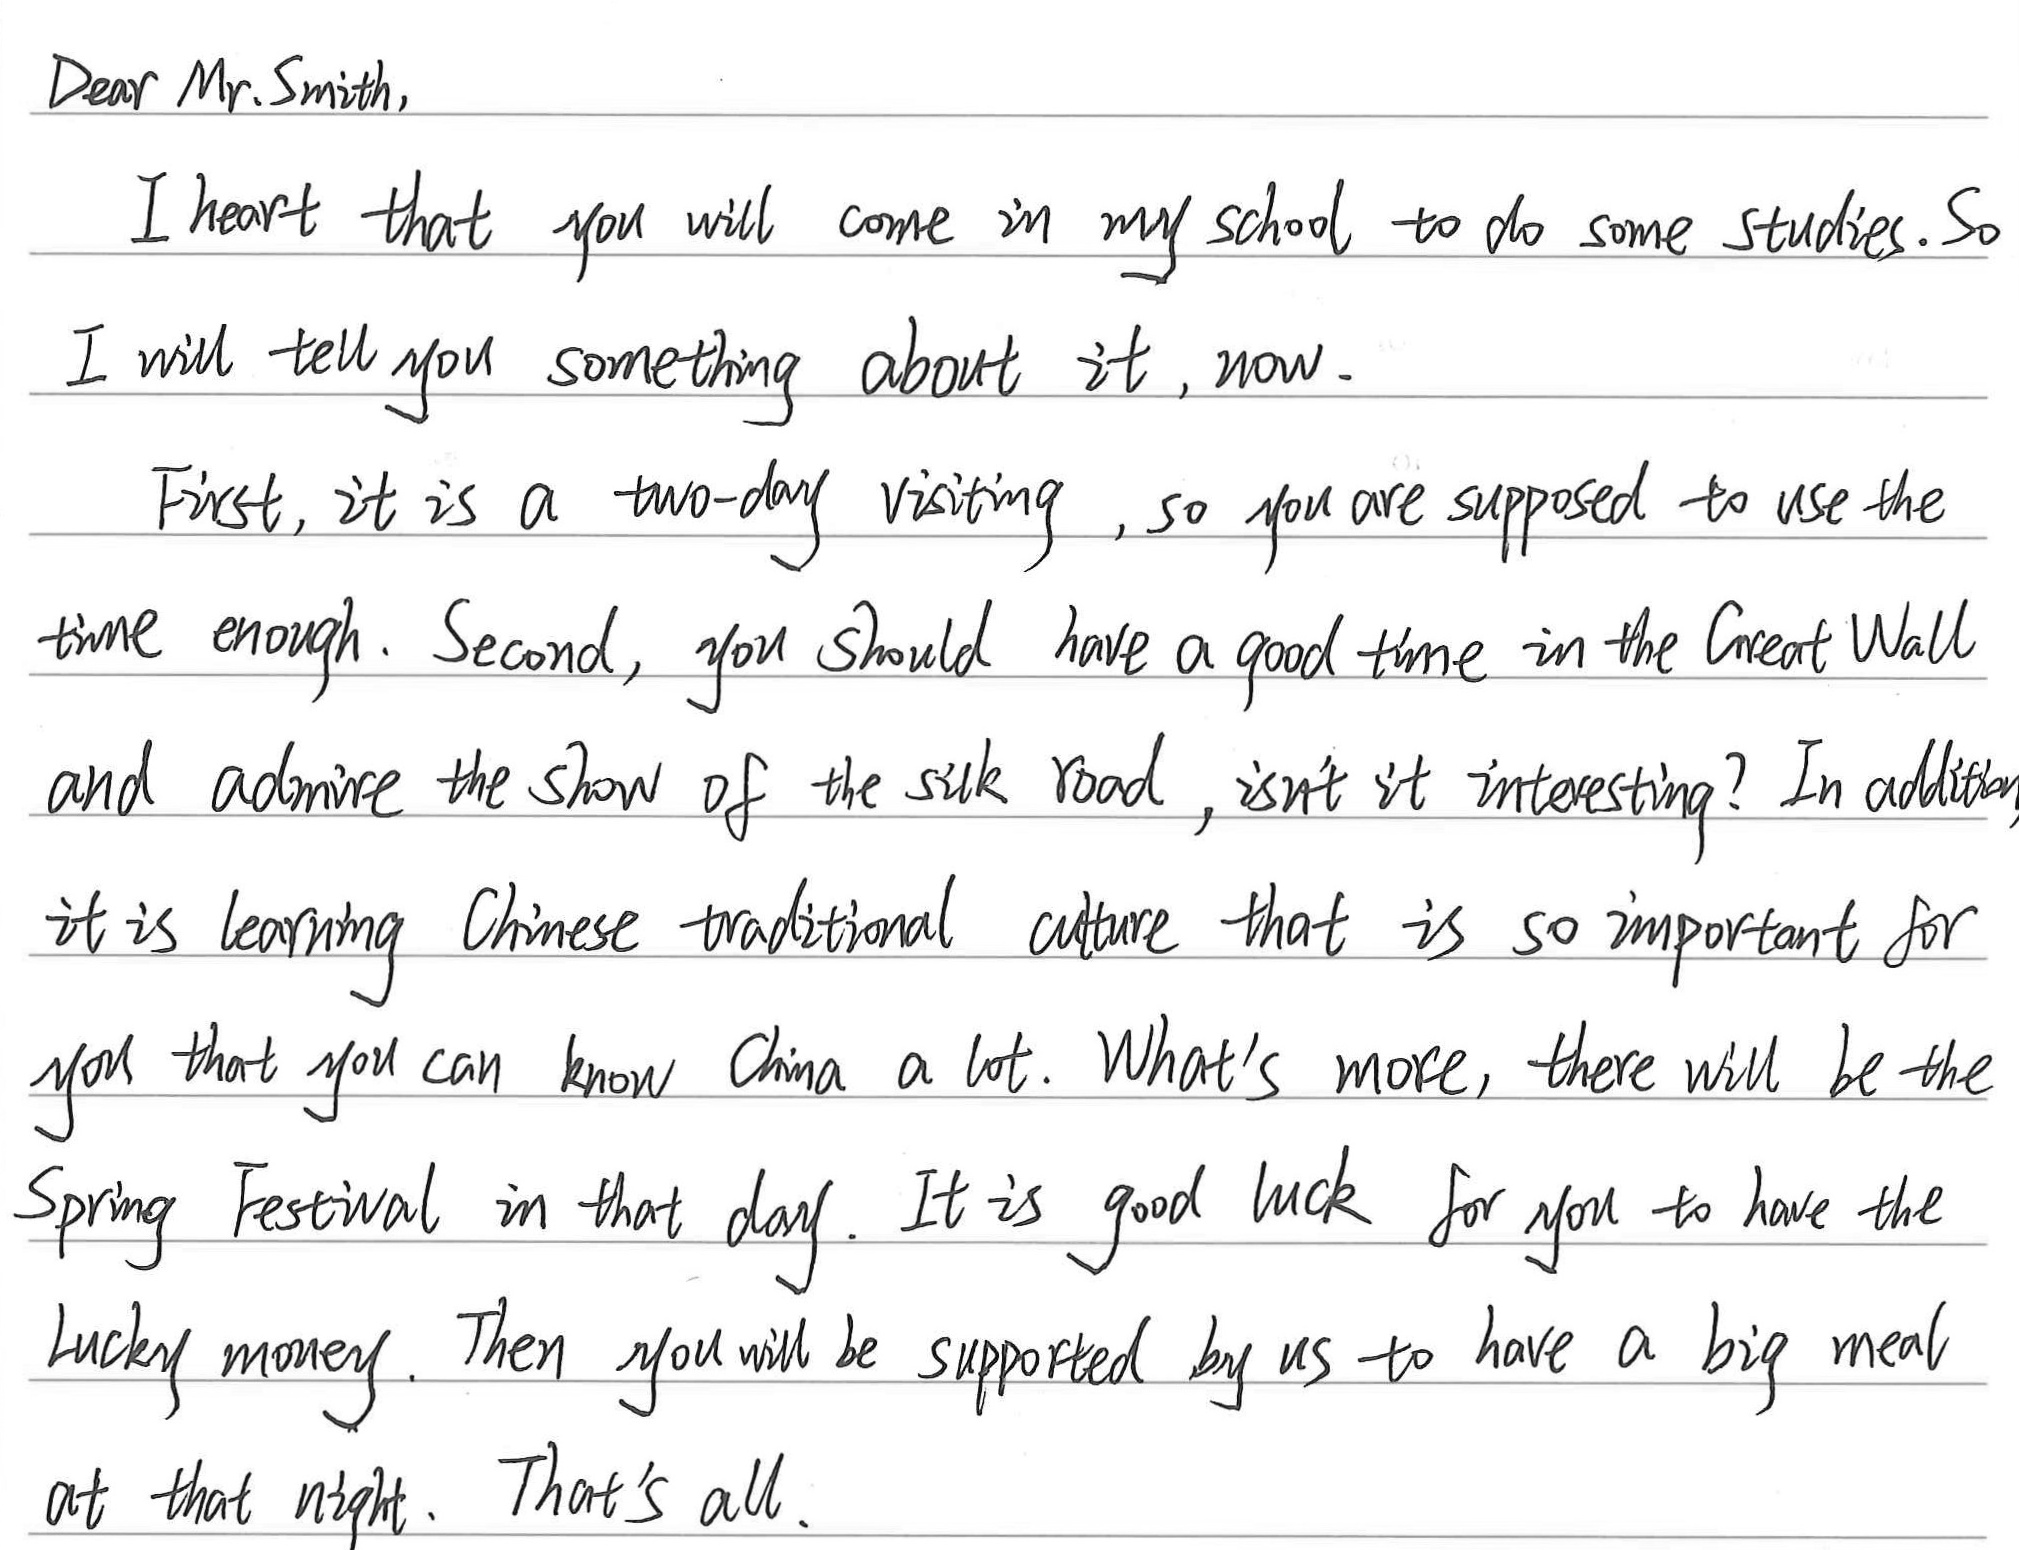 Dear Mr. Smith,
I heart that you will come in my school to do some studies. So
I will tell you something about it, now.
First, it is a two-day visiting, so you are supposed to use the
time enough. Second, you should have a good time in the Great Wall
and admire the show of the silk road, isn't it interesting? In addition,
it is learning Chinese traditional culture that is so important for
you that you can know China a lot. What's more, there will be the
Spring Festival in that day. It is good luck for you to have the
Lucky money. Then you will be supported by us to have a big meal
at that night. That's all.